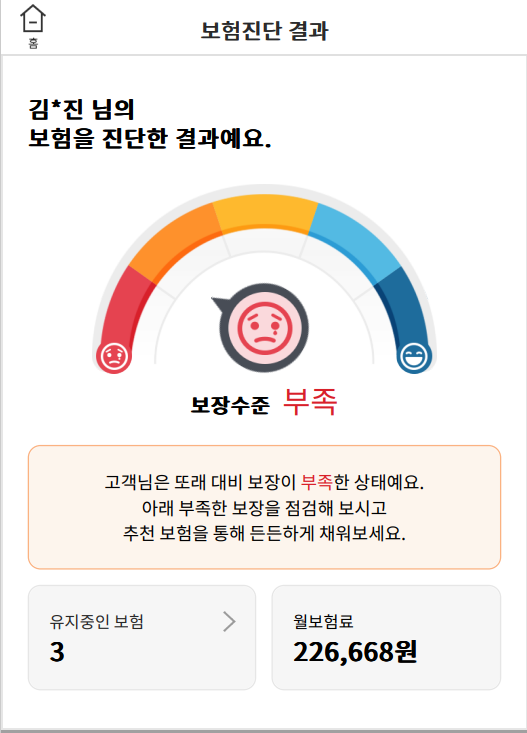 홈
보험진단 결과
김*진 님의
보험을 진단한 결과예요.
보장수준 부족
고객님은 또래 대비 보장이 부족한 상태예요.
아래 부족한 보장을 점검해 보시고
추천 보험을 통해 든든하게 채워보세요.
유지중인 보험
3
월보험료
226,668원